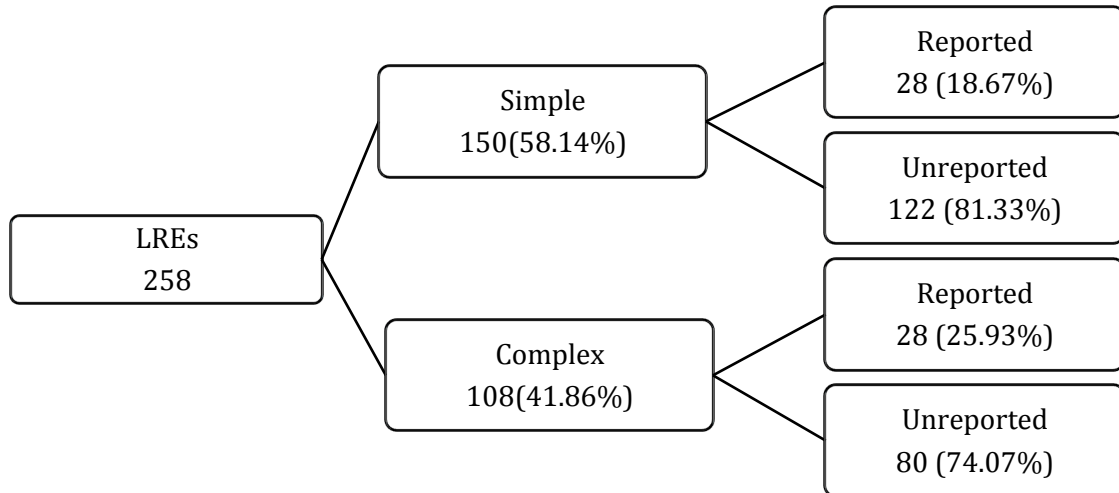 LREs
258
Simple
150(58.14%)
Reported
28 (18.67%)
Unreported
122 (81.33%)
Complex
108(41.86%)
Reported
28 (25.93%)
Unreported
80 (74.07%)